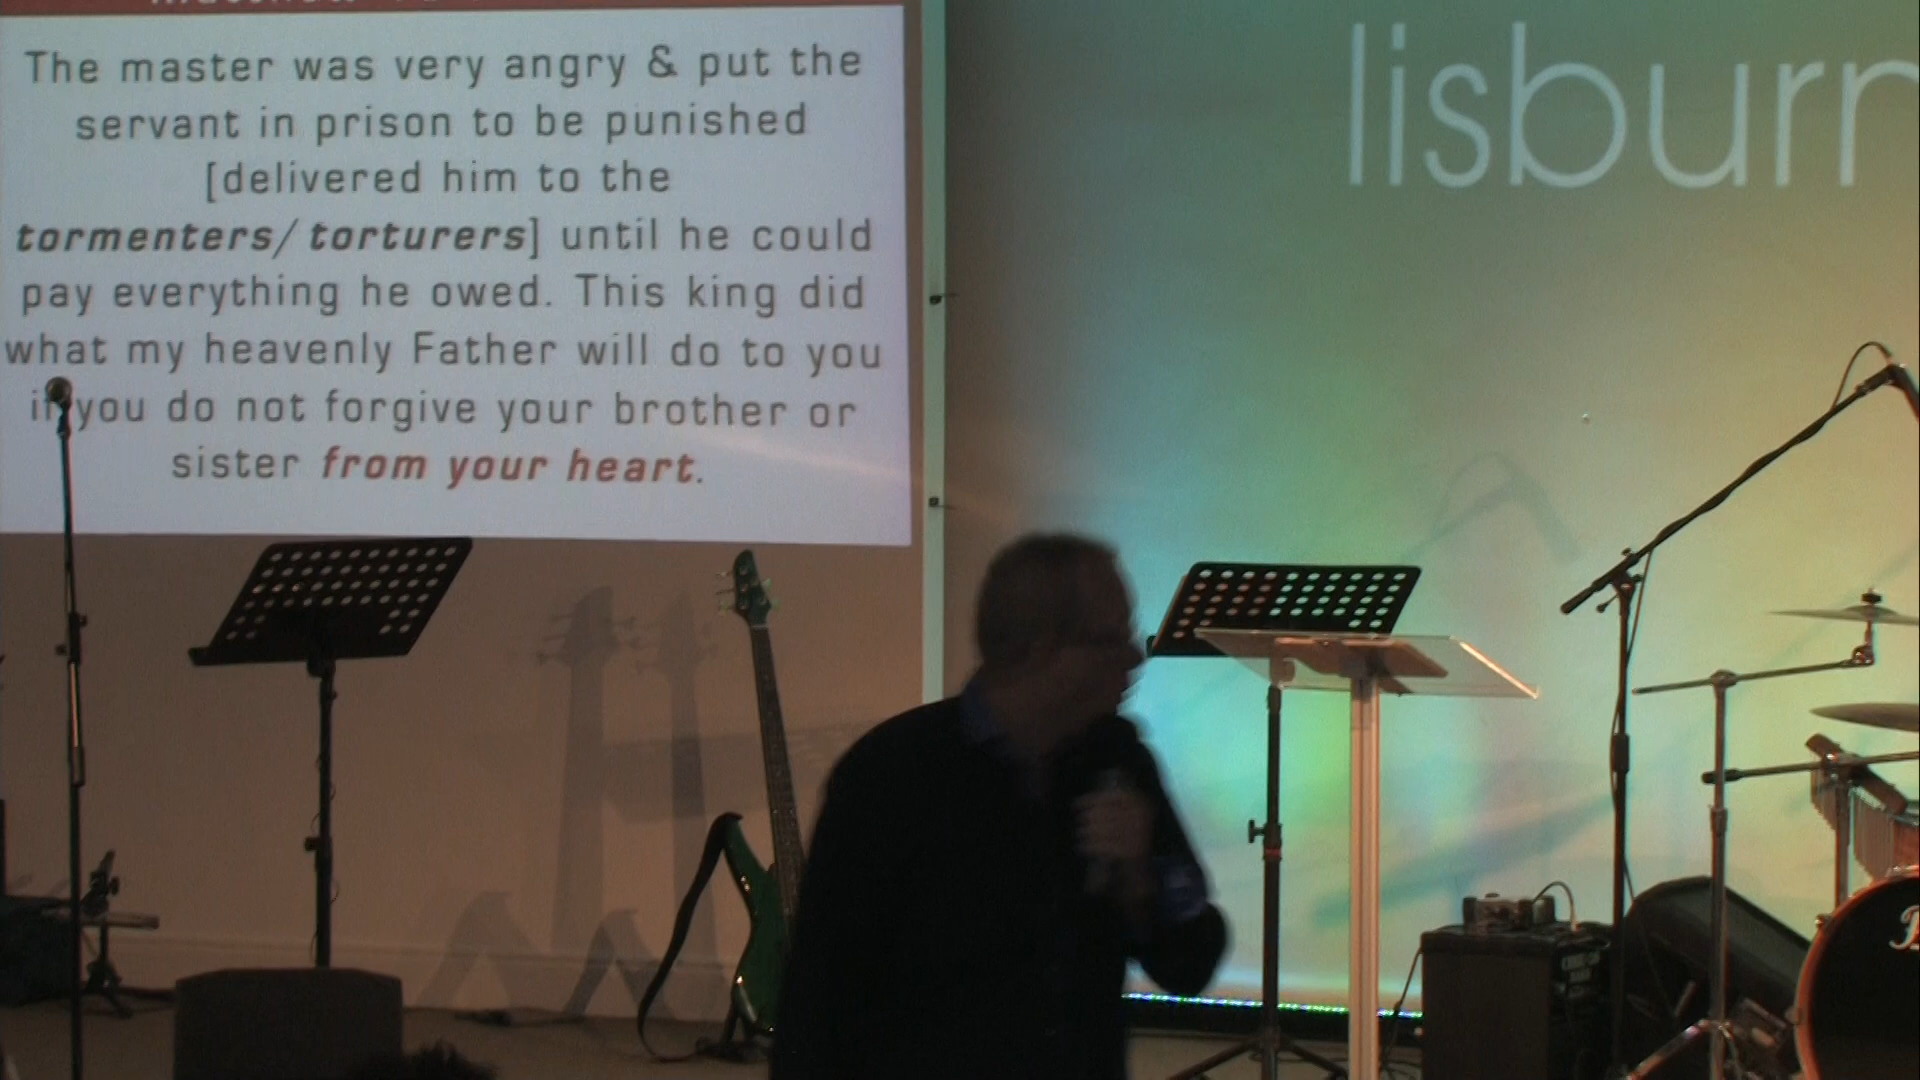 The master was very angry & put the
servant in prison to be punished
[delivered him to the
tormenters/ torturers] until he could
pay everything he owed. This king did
what my heavenly Father will do to you
if you do not forgive your brother or
sister from your heart.
lisburn